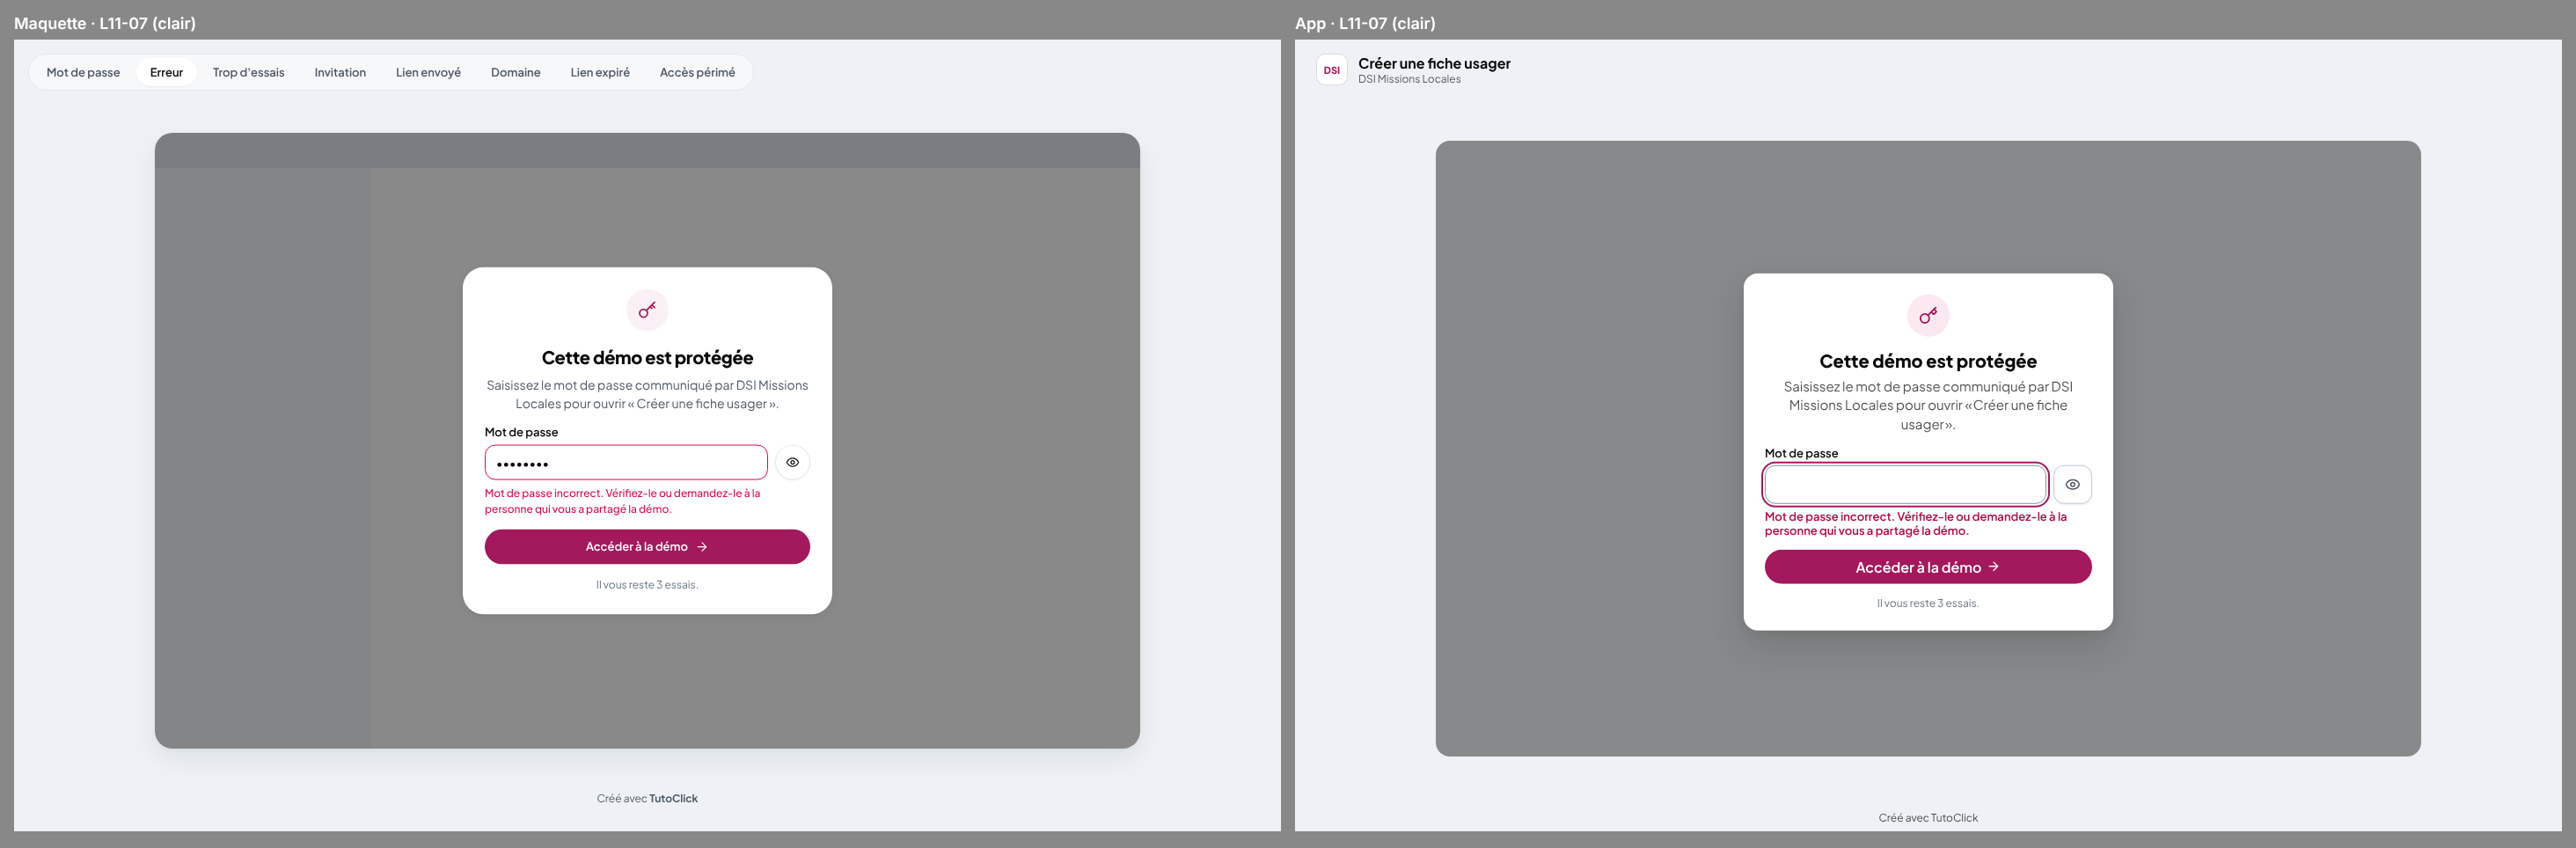 Maquette · L11-07 (clair)
Mot de passe Erreur Trop d'essais Invitation Lien envoyé Domaine Lien expiré Accès périmé
Cette démo est protégée
Saisissez le mot de passe communiqué par DSI Missions
Locales pour ouvrir « Créer une fiche usager ».
Mot de passe
Mot de passe incorrect. Vérifiez-le ou demandez-le à la
personne qui vous a partagé la démo.
Accéder à la démo →
Il vous reste 3 essais.
Créé avec TutoClick
App · L11-07 (clair)
DSI
Créer une fiche usager
DSI Missions Locales
Cette démo est protégée
Saisissez le mot de passe communiqué par DSI
Missions Locales pour ouvrir « Créer une fiche
usager ».
Mot de passe
Mot de passe incorrect. Vérifiez-le ou demandez-le à la
personne qui vous a partagé la démo.
Accéder à la démo →
Il vous reste 3 essais.
Créé avec TutoClick